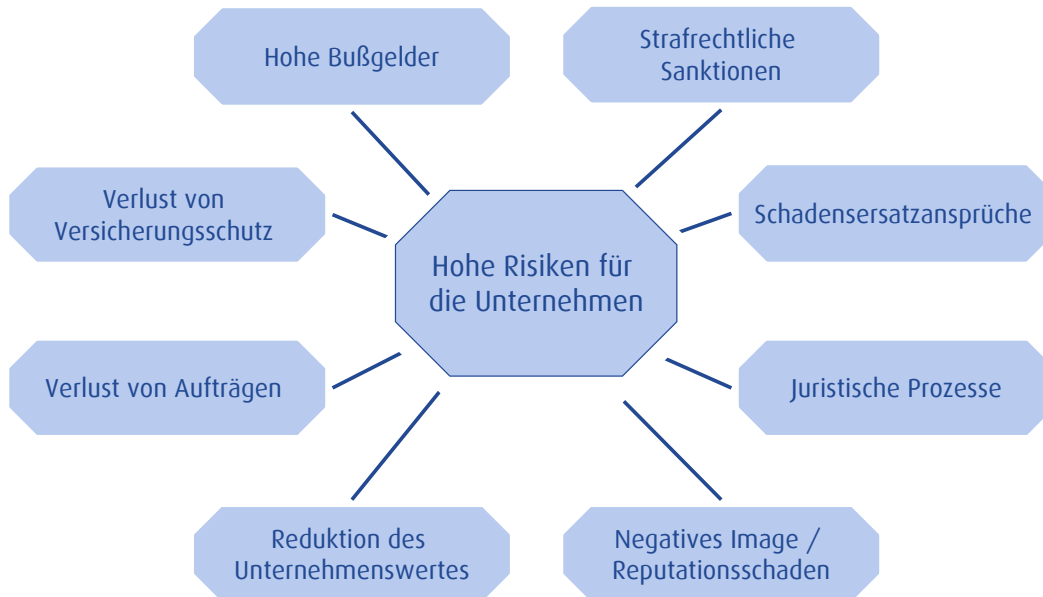 Hohe Bußgelder
Strafrechtliche
Sanktionen
Verlust von
Versicherungsschutz
Schadensersatzansprüche
Hohe Risiken für
die Unternehmen
Verlust von Aufträgen
Juristische Prozesse
Reduktion des
Unternehmenswertes
Negatives Image /
Reputationsschaden